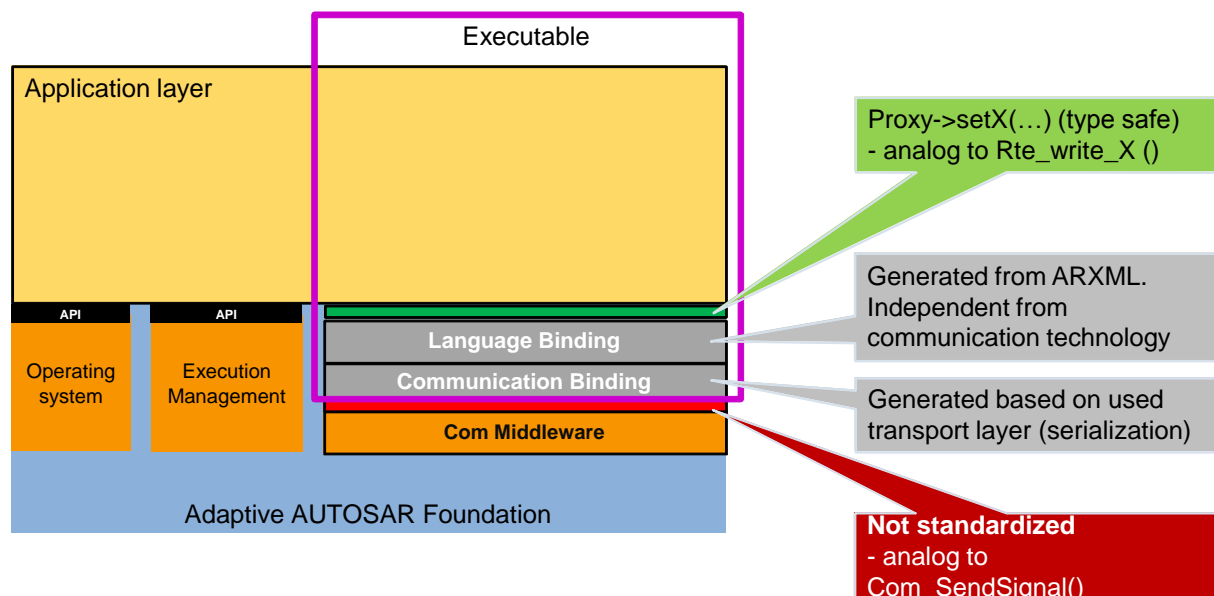 Executable
Application layer
Proxy->setX(…) (type safe)
- analog to Rte_write_X ()
Generated from ARXML.
Independent from
communication technology
API
API
Language Binding
Operating
system
Execution
Management
Communication Binding
Generated based on used
transport layer (serialization)
Com Middleware
Adaptive AUTOSAR Foundation
Not standardized
- analog to
Com_SendSignal()